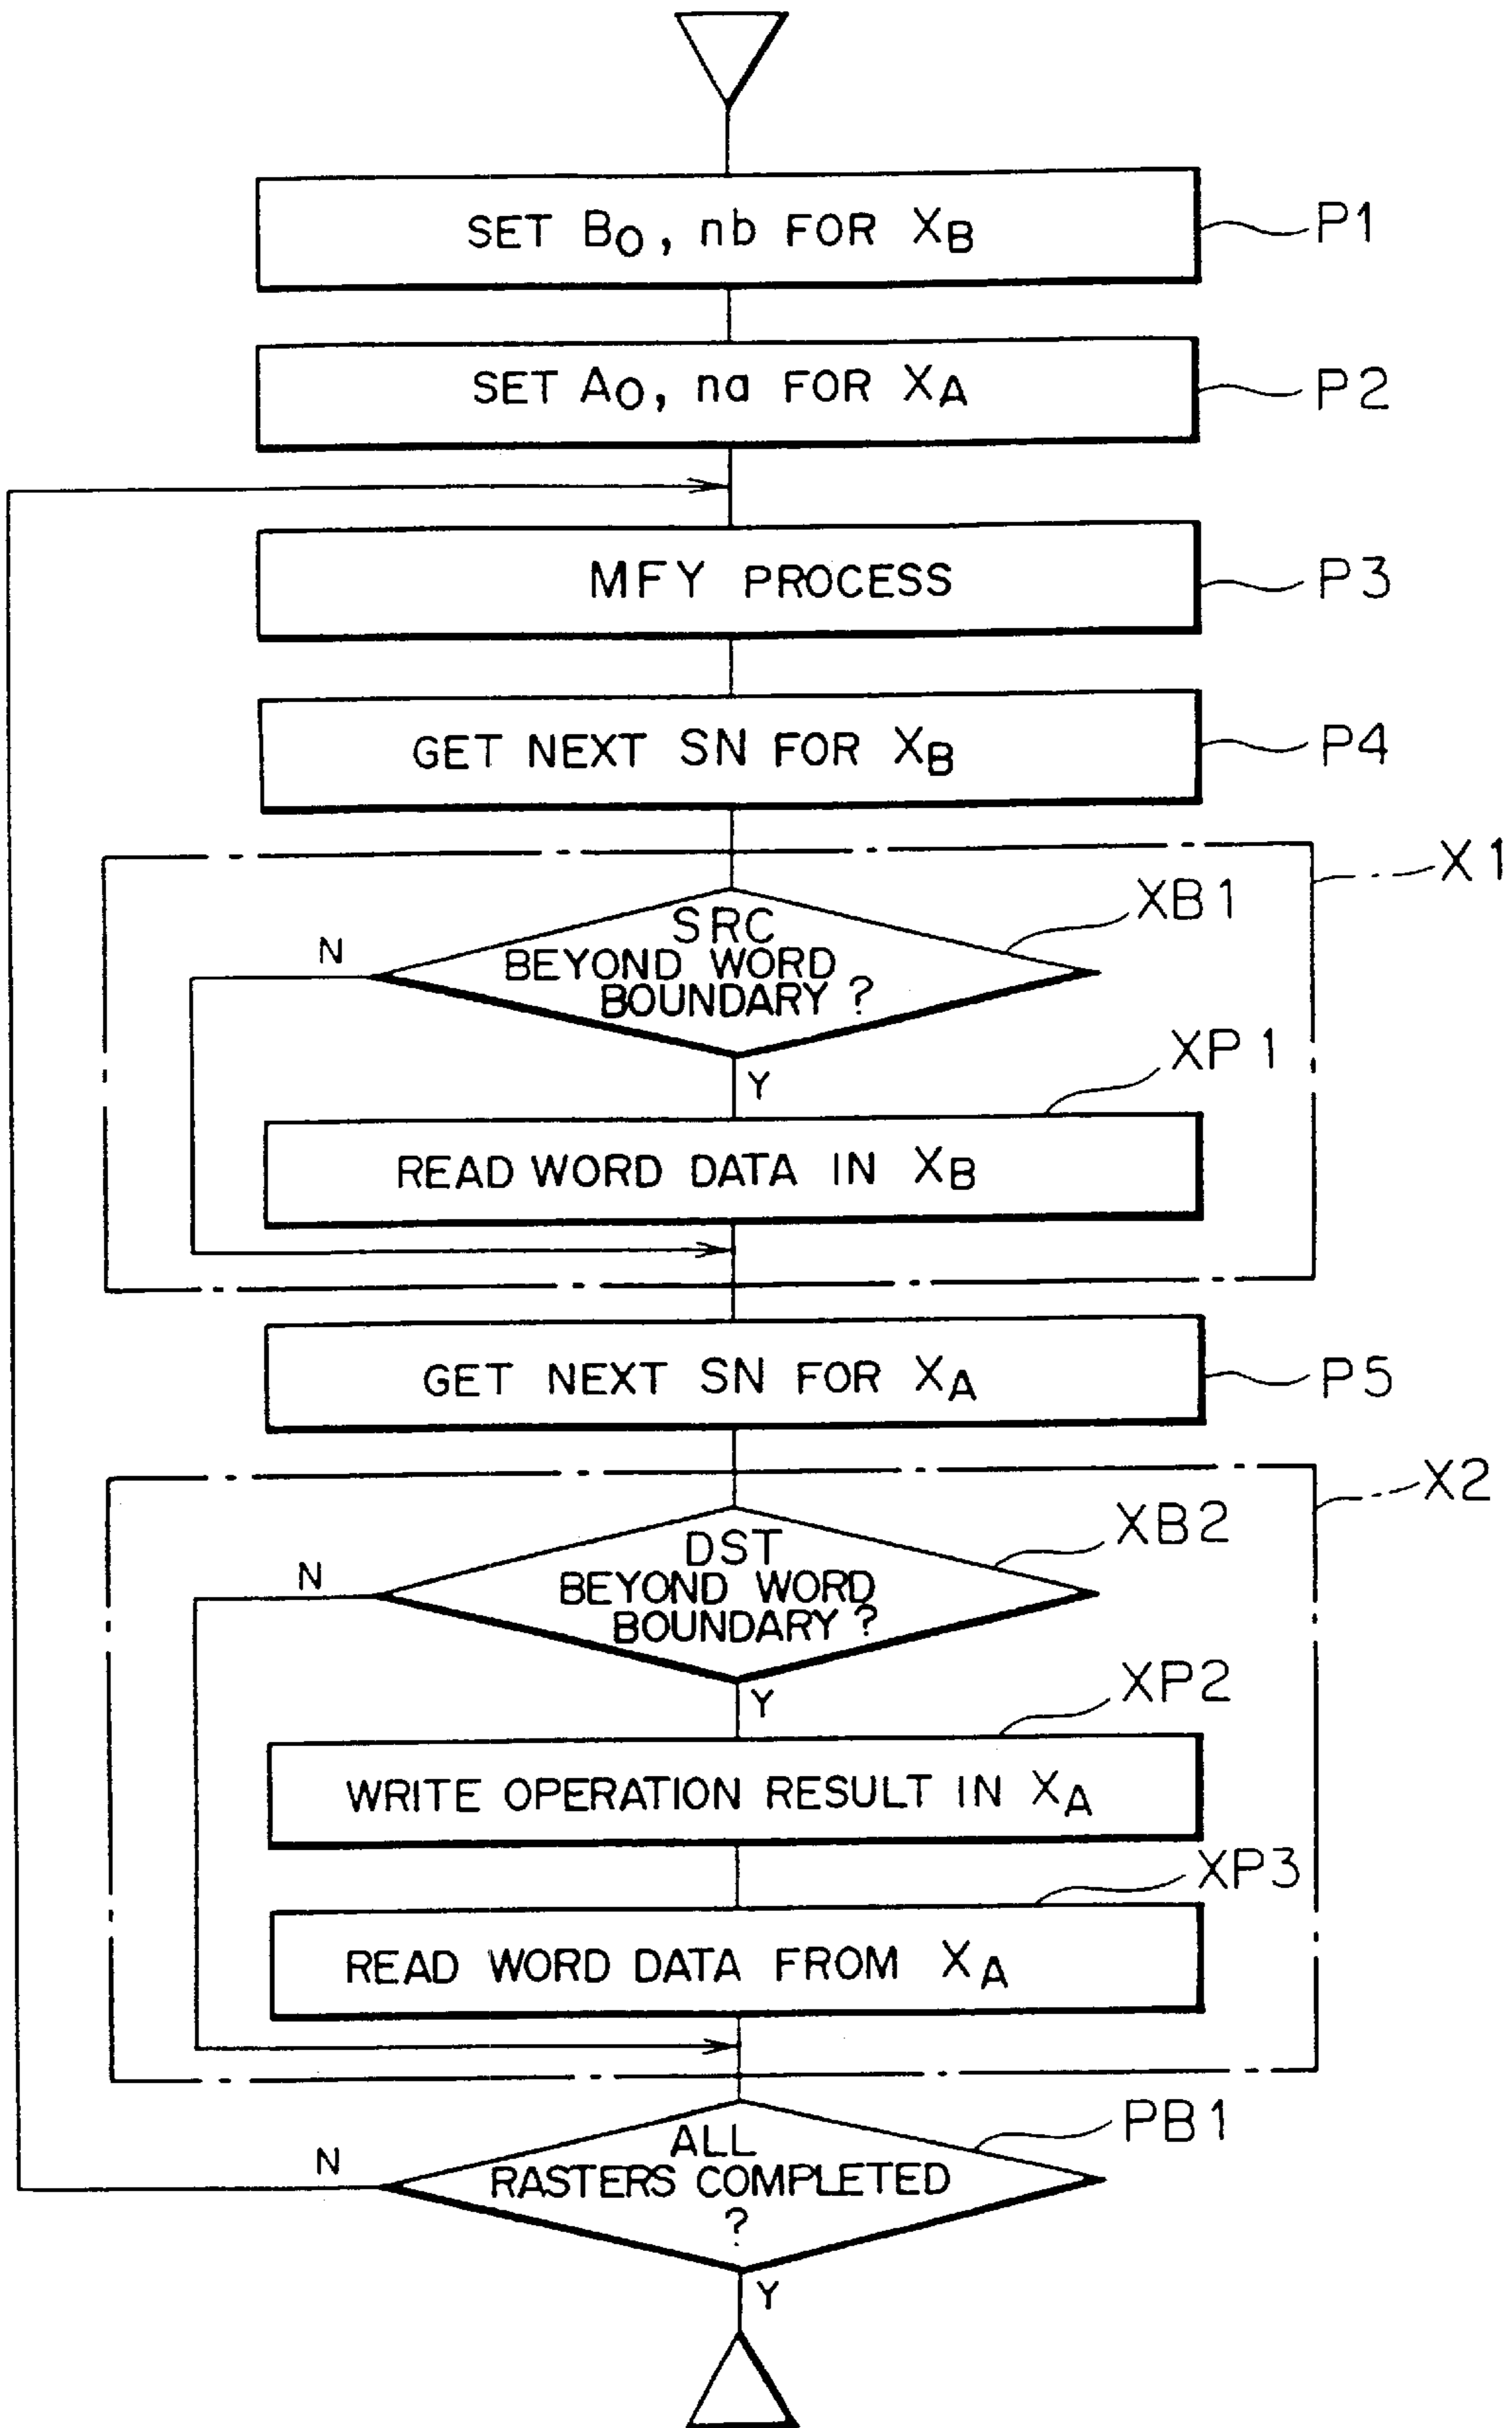 SET B0, nb FOR XB
P1
SET A0, na FOR XA
P2
MFY PROCESS
P3
GET NEXT SN FOR XB
P4
X1
XB1
SRC
BEYOND WORD
BOUNDARY ?
N
Y
XP1
READ WORD DATA IN XB
GET NEXT SN FOR XA
P5
X2
XB2
DST
BEYOND WORD
BOUNDARY ?
N
Y
XP2
WRITE OPERATION RESULT IN XA
XP3
READ WORD DATA FROM XA
PB1
ALL
RASTERS COMPLETED
?
N
Y